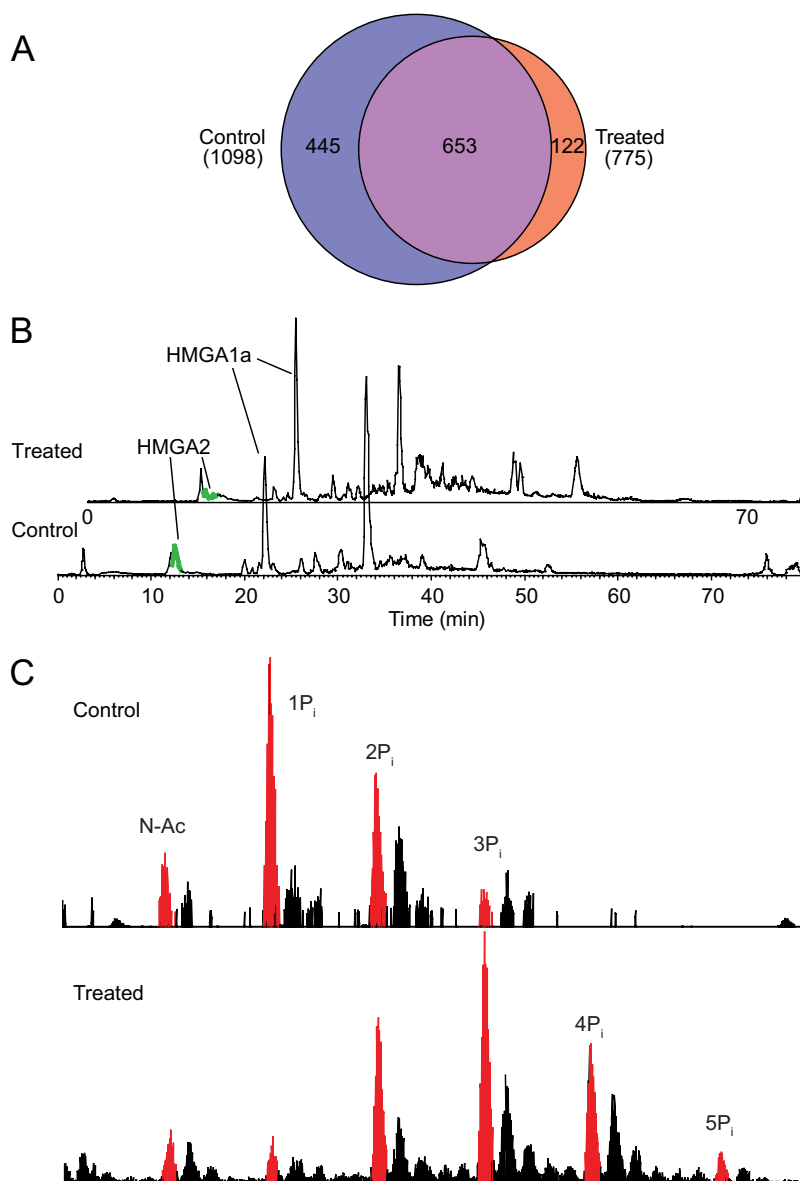 A
Control
(1098)
445
653
122
Treated
(775)
B
HMGA1a
HMGA2
Treated
0
70
Control
0
10
20
30
40
50
60
70
Time (min)
C
Control
1Pi
2Pi
N-Ac
3Pi
Treated
4Pi
5Pi